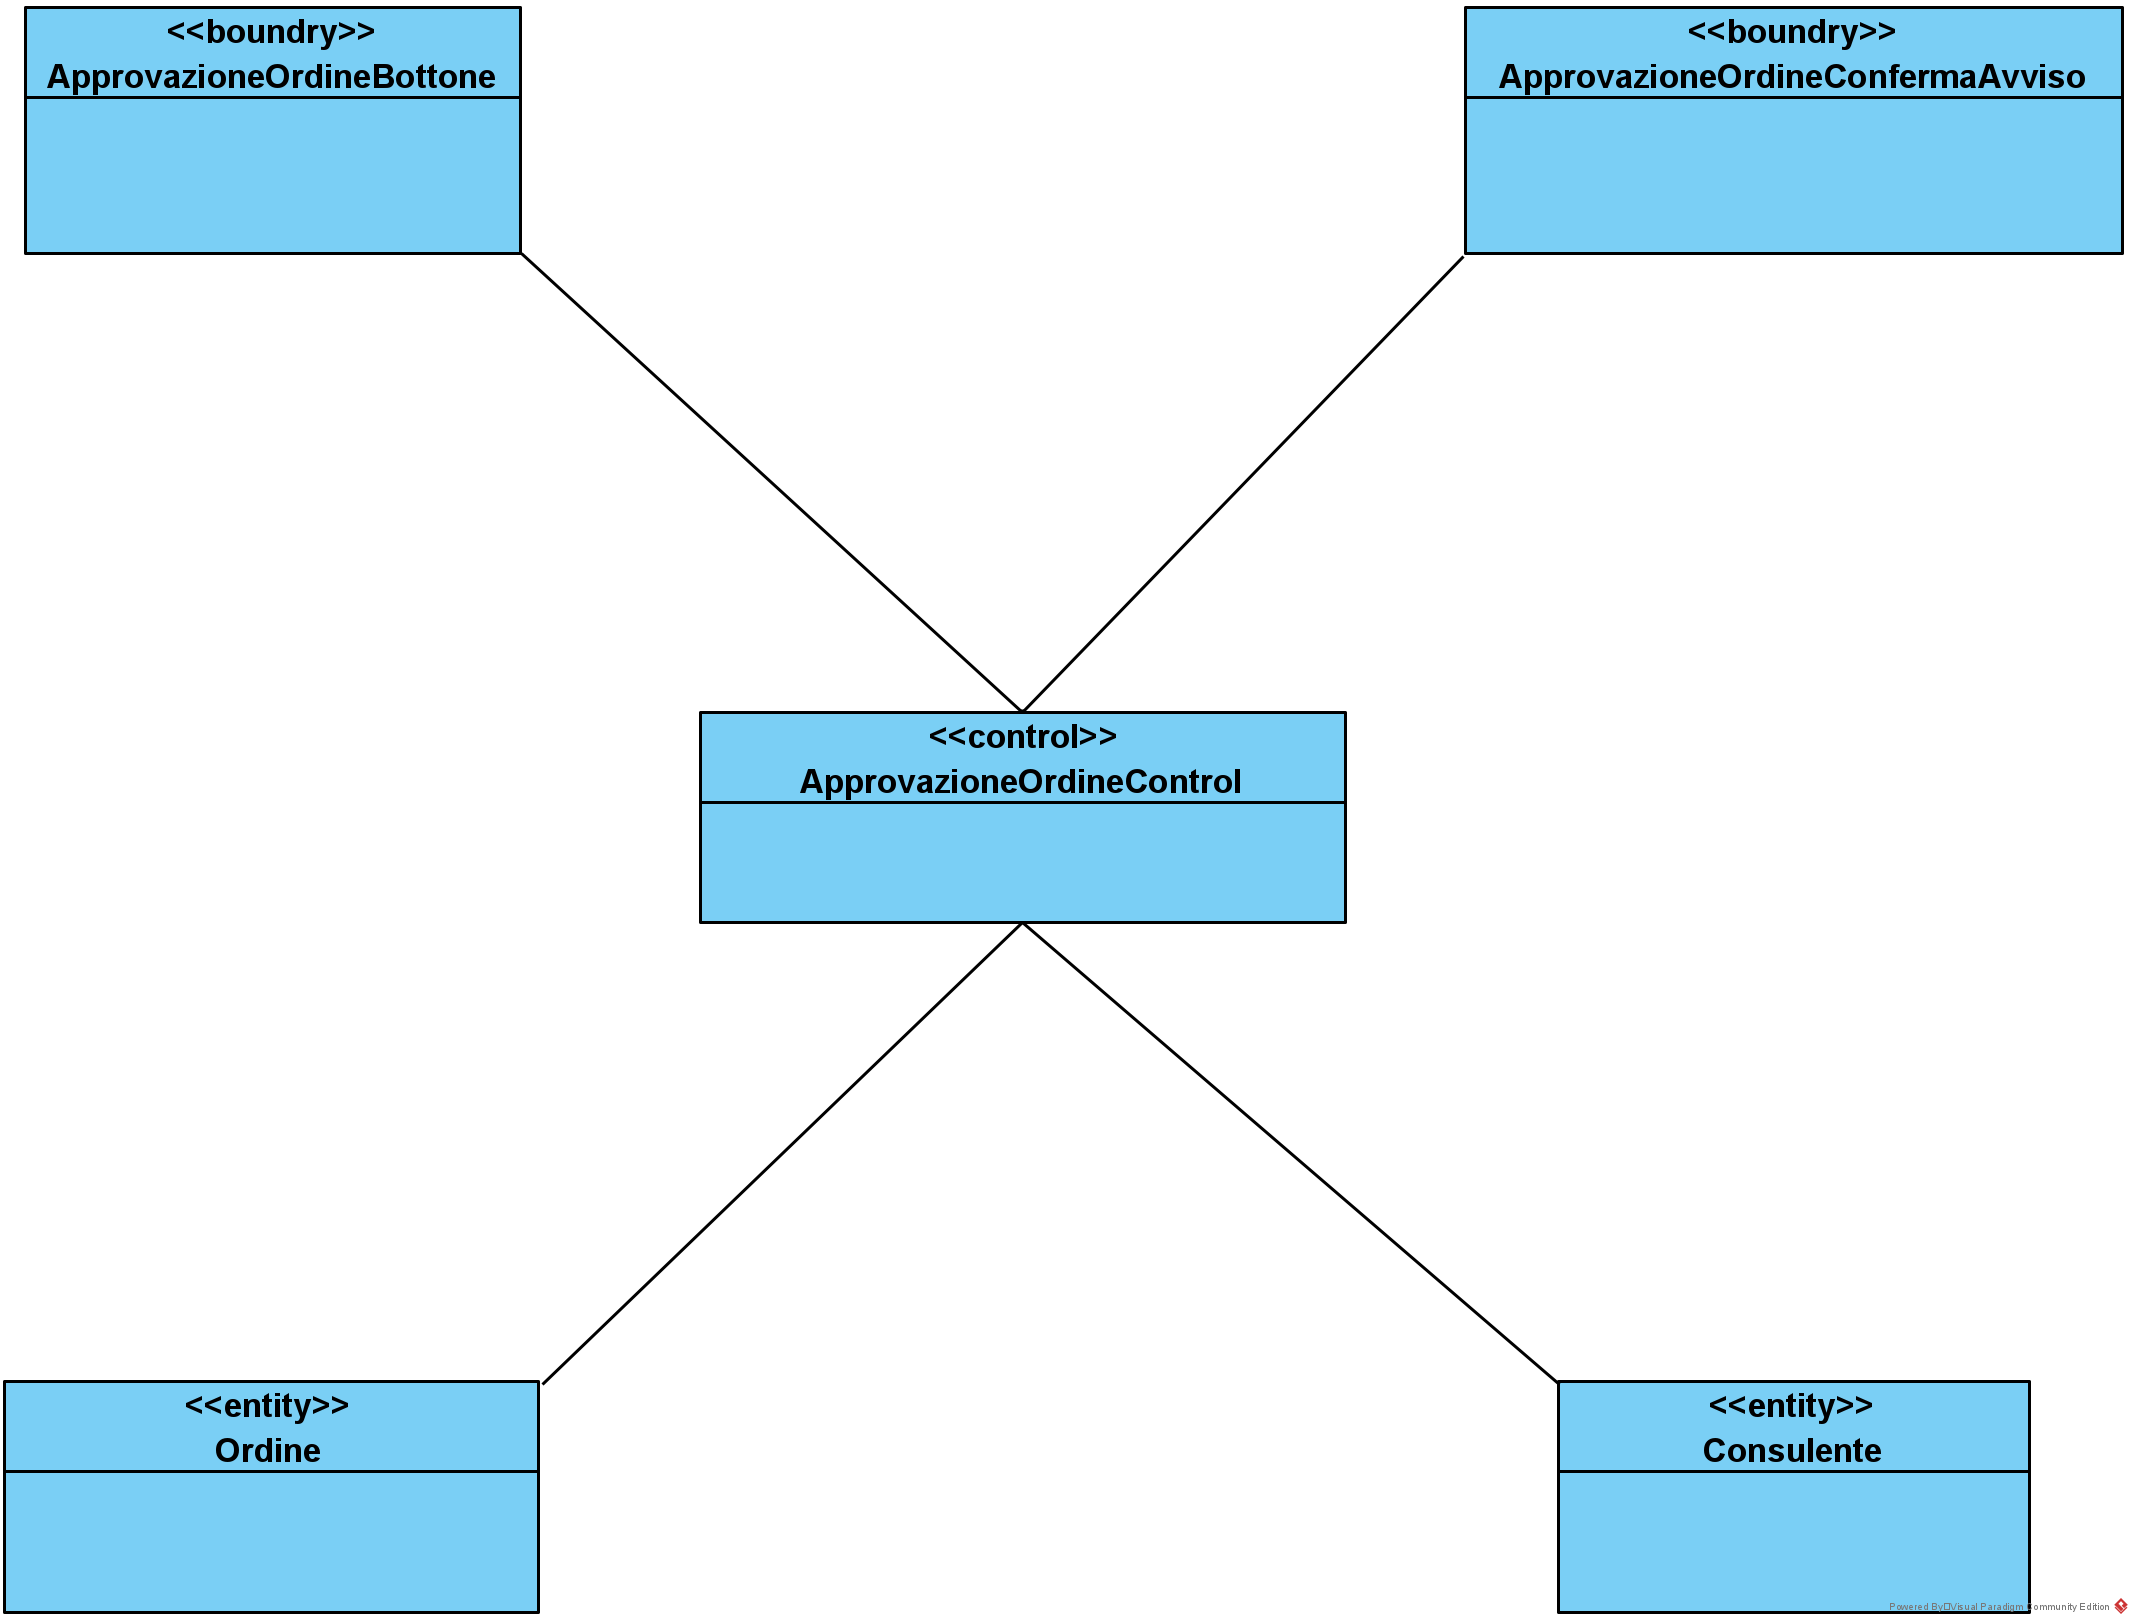 <<boundry>>
ApprovazioneOrdineBottone
<<boundry>>
ApprovazioneOrdineConfermaAvviso
<<control>>
ApprovazioneOrdineControl
<<entity>>
Ordine
<<entity>>
Consulente
Powered By□Visual Paradigm Community Edition